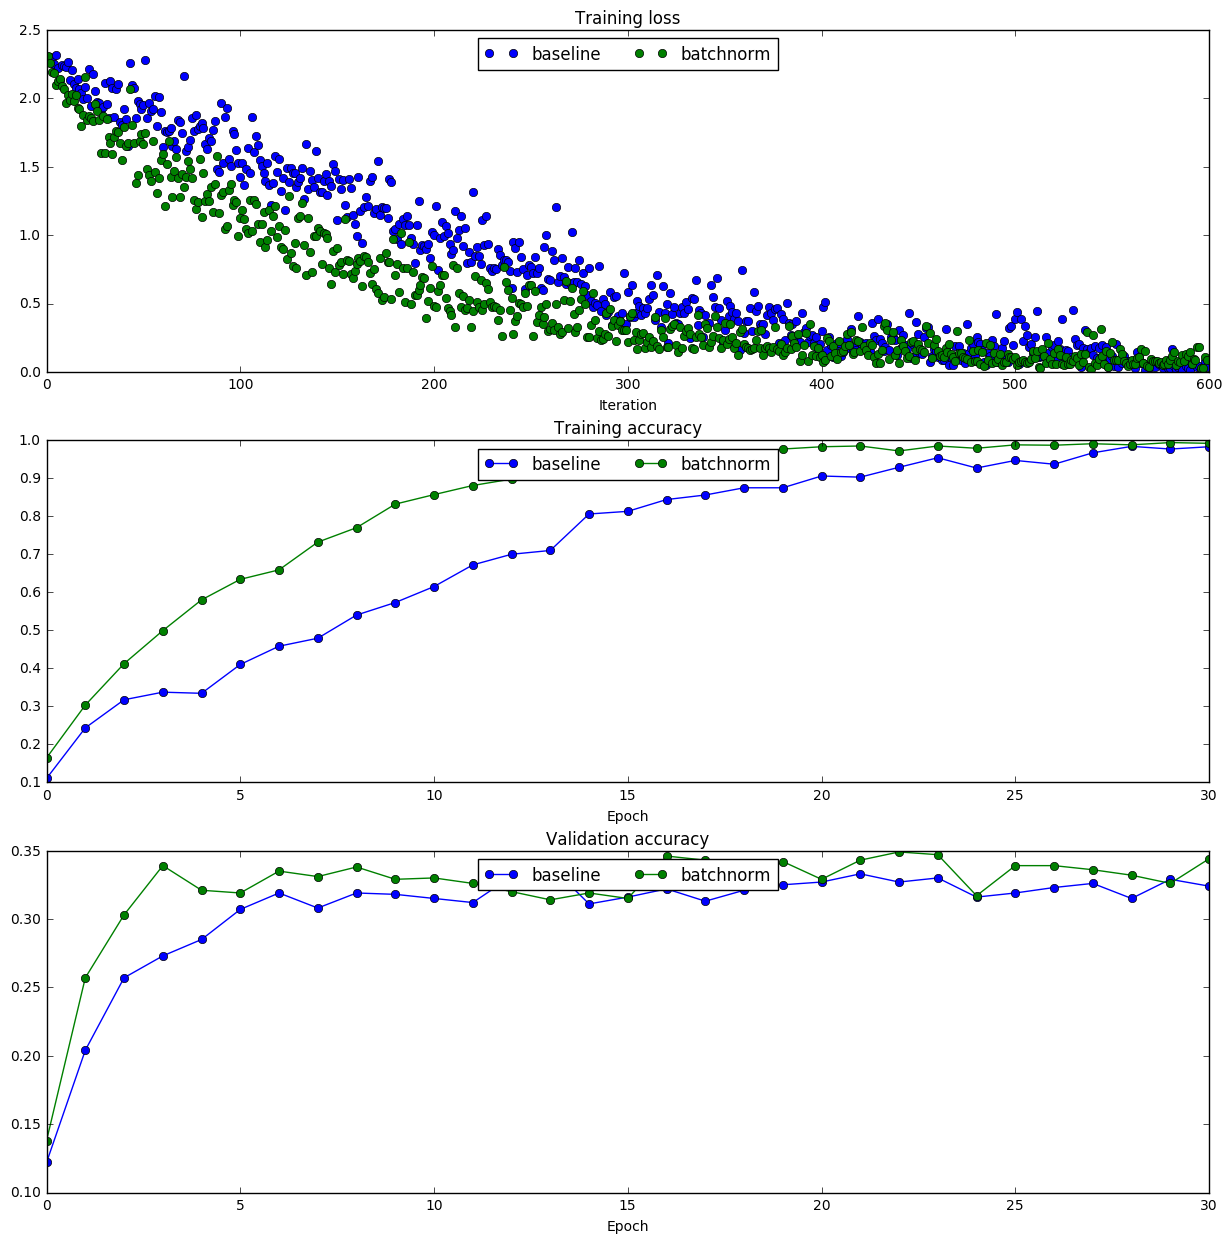 Training loss
baseline batchnorm
2.5
2.0
1.5
1.0
0.5
0.0
0 100 200 300 400 500 600
Iteration
Training accuracy
baseline batchnorm
1.0
0.9
0.8
0.7
0.6
0.5
0.4
0.3
0.2
0.1
0 5 10 15 20 25 30
Epoch
Validation accuracy
baseline batchnorm
0.35
0.30
0.25
0.20
0.15
0.10
0 5 10 15 20 25 30
Epoch